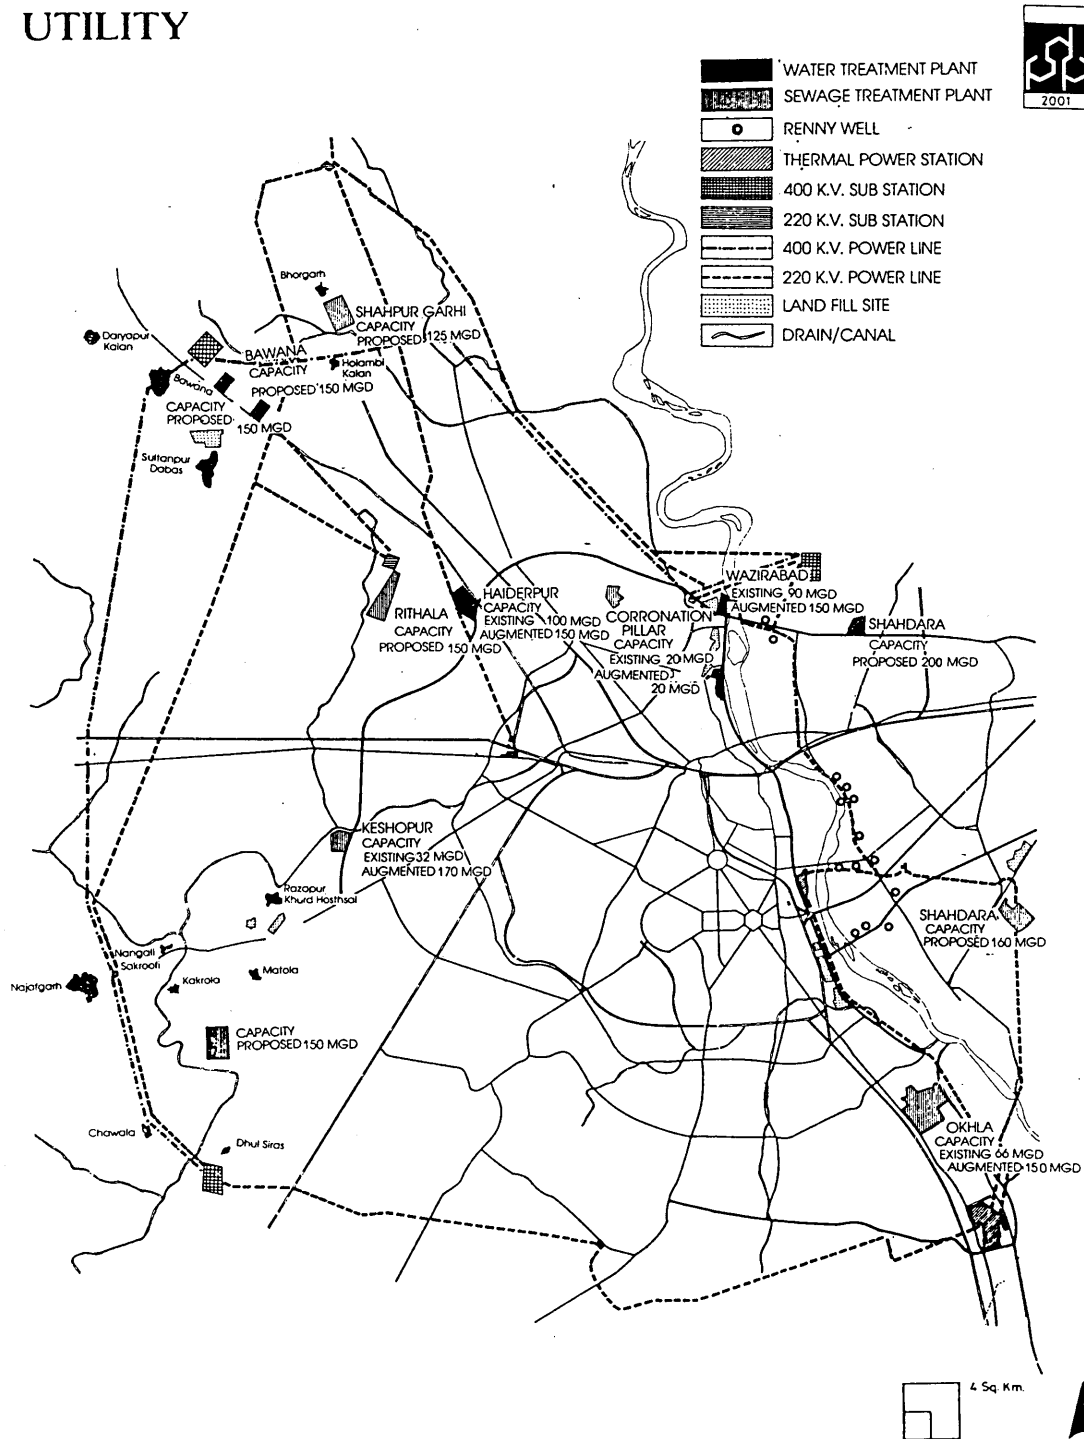 UTILITY
2001
WATER TREATMENT PLANT
SEWAGE TREATMENT PLANT
RENNY WELL
THERMAL POWER STATION
400 K.V. SUB STATION
220 K.V. SUB STATION
400 K.V. POWER LINE
220 K.V. POWER LINE
LAND FILL SITE
DRAIN/CANAL
Bhorgarh
SHAHPUR GARHI
CAPACITY
PROPOSED 125 MGD
Daryapur
Kalan
BAWANA
CAPACITY
PROPOSED 150 MGD
Holambi
Kalan
Bawana
CAPACITY
PROPOSED
150 MGD
Sultanpur
Dabas
RITHALA
CAPACITY
PROPOSED 150 MGD
HAIDERPUR
CAPACITY
EXISTING 100 MGD
AUGMENTED 150 MGD
CORRONATION
PILLAR
CAPACITY
EXISTING 20 MGD
AUGMENTED
20 MGD
WAZIRABAD
EXISTING 90 MGD
AUGMENTED 150 MGD
SHAHDARA
CAPACITY
PROPOSED 200 MGD
KESHOPUR
CAPACITY
EXISTING 32 MGD
AUGMENTED 170 MGD
Razapur
Khurd Hosthsal
Nangali
Sakroofi
Najafgarh
Kakrola
Matola
SHAHDARA
CAPACITY
PROPOSED 160 MGD
CAPACITY
PROPOSED 150 MGD
Chawala
Dhul Siras
OKHLA
CAPACITY
EXISTING 66 MGD
AUGMENTED 150 MGD
4 Sq. Km.